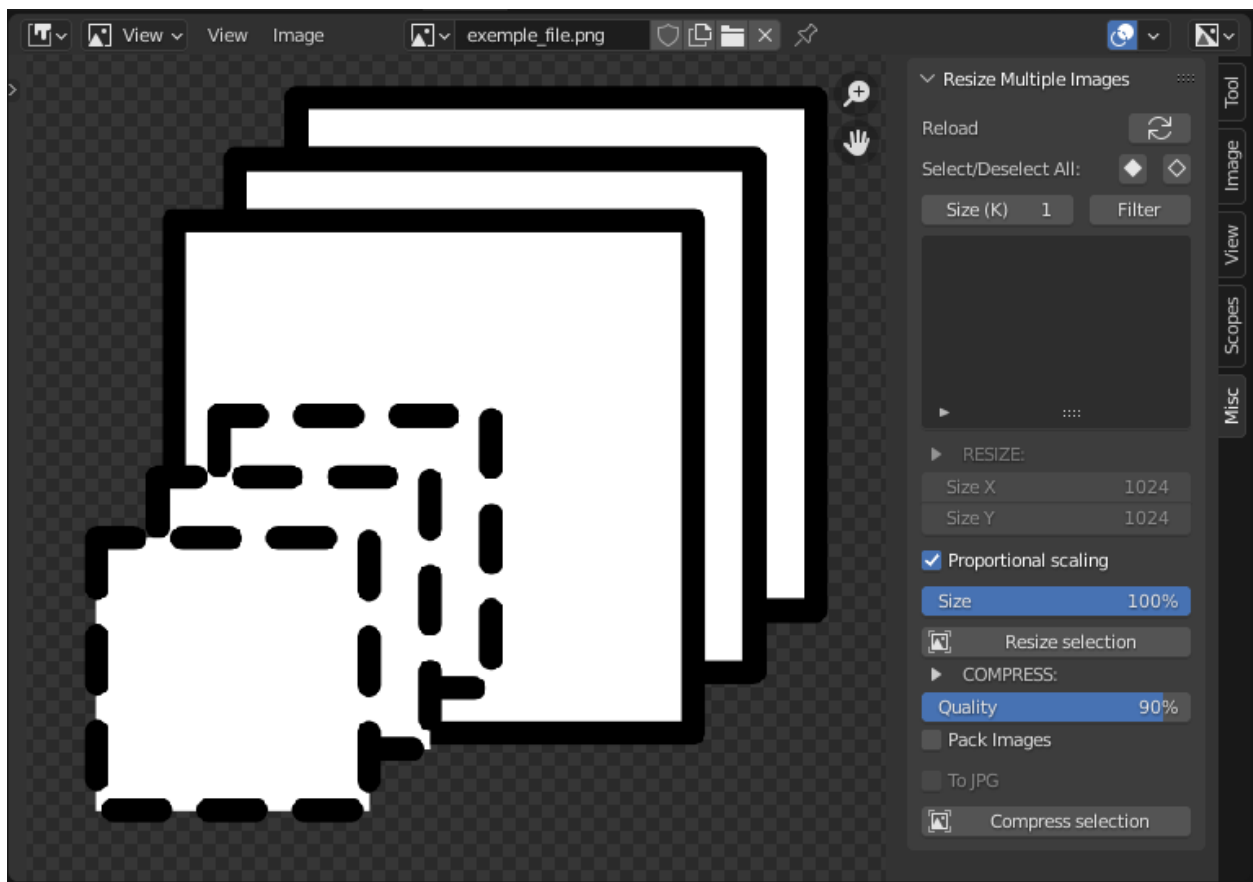 View View Image exemple_file.png
Resize Multiple Images
Reload
Select/Deselect All:
Size (K) 1 Filter
RESIZE:
Size X 1024
Size Y 1024
Proportional scaling
Size 100%
Resize selection
COMPRESS:
Quality 90%
Pack Images
To JPG
Compress selection
Tool
Image
View
Scopes
Misc